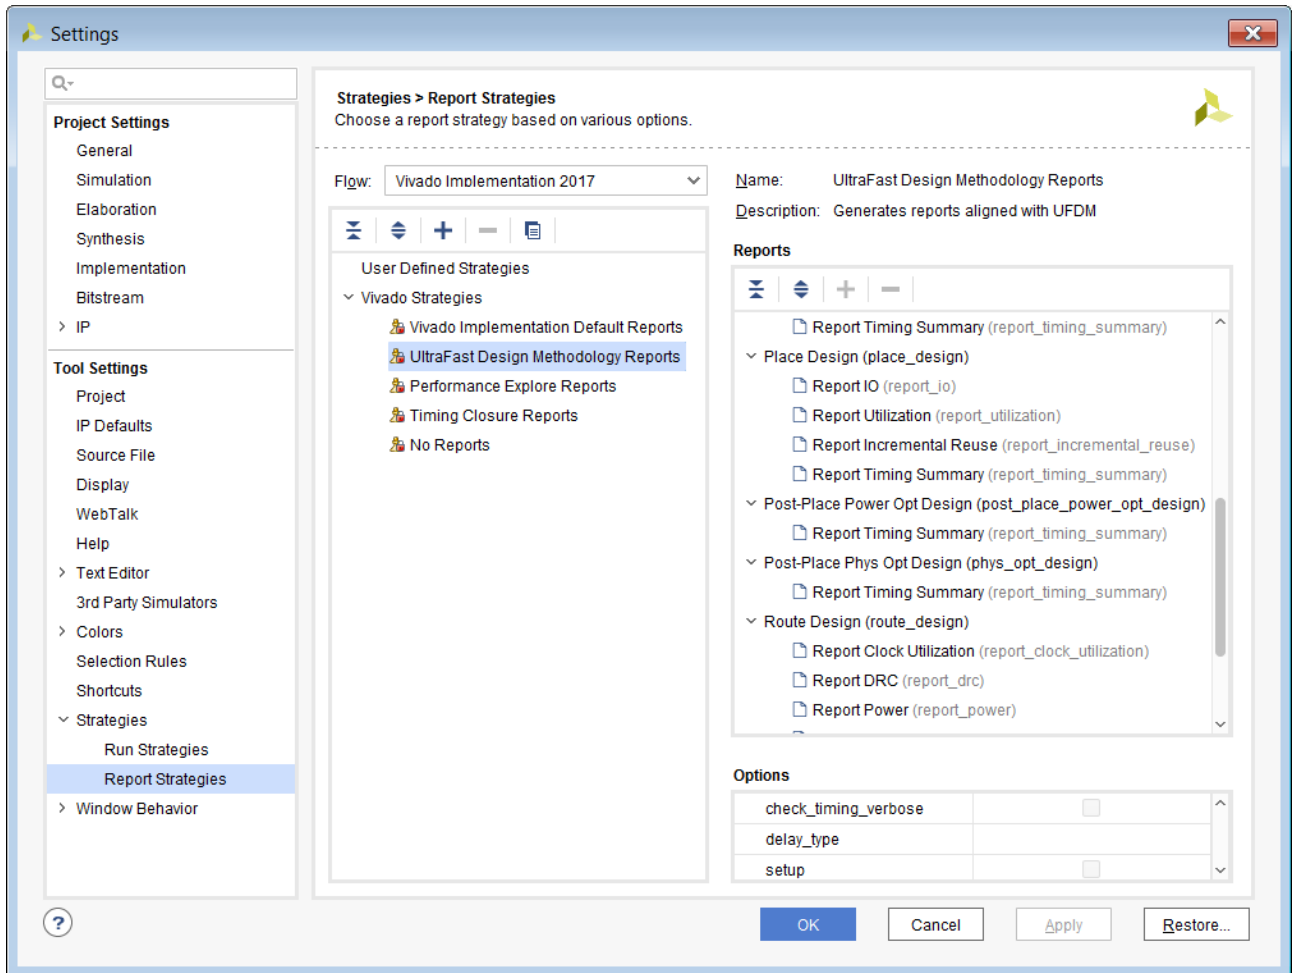 Settings
Project Settings
General
Simulation
Elaboration
Synthesis
Implementation
Bitstream
IP
Tool Settings
Project
IP Defaults
Source File
Display
WebTalk
Help
Text Editor
3rd Party Simulators
Colors
Selection Rules
Shortcuts
Strategies
Run Strategies
Report Strategies
Window Behavior
Strategies > Report Strategies
Choose a report strategy based on various options.
Flow: Vivado Implementation 2017
User Defined Strategies
Vivado Strategies
Vivado Implementation Default Reports
UltraFast Design Methodology Reports
Performance Explore Reports
Timing Closure Reports
No Reports
Name: UltraFast Design Methodology Reports
Description: Generates reports aligned with UFDM
Reports
Report Timing Summary (report_timing_summary)
Place Design (place_design)
Report IO (report_io)
Report Utilization (report_utilization)
Report Incremental Reuse (report_incremental_reuse)
Report Timing Summary (report_timing_summary)
Post-Place Power Opt Design (post_place_power_opt_design)
Report Timing Summary (report_timing_summary)
Post-Place Phys Opt Design (phys_opt_design)
Report Timing Summary (report_timing_summary)
Route Design (route_design)
Report Clock Utilization (report_clock_utilization)
Report DRC (report_drc)
Report Power (report_power)
Options
check_timing_verbose
delay_type
setup
?
OK
Cancel
Apply
Restore...